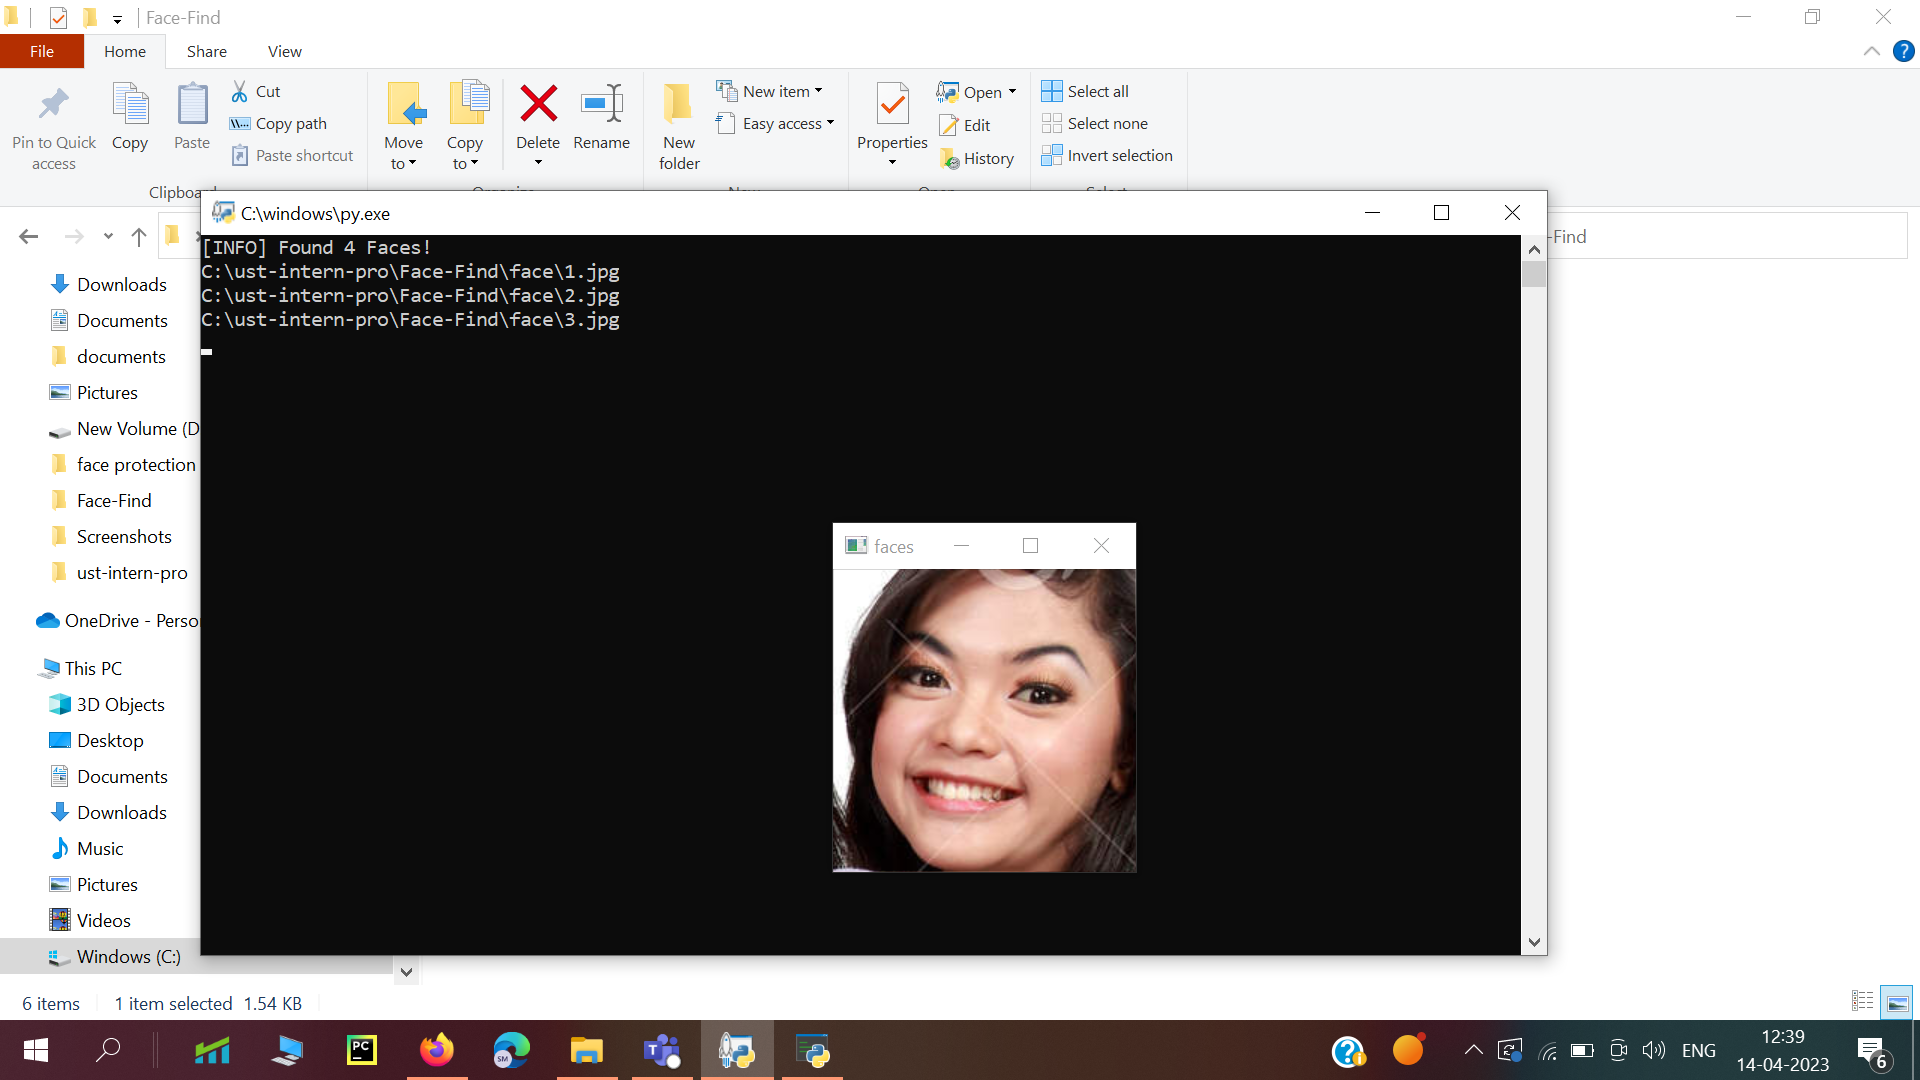 Face-Find
File
Home
Share
View
?
Pin to Quick
access
Copy
Paste
Cut
Copy path
Paste shortcut
Move
to
Copy
to
Delete
Rename
New
folder
New item
Easy access
Properties
Open
Edit
History
Select all
Select none
Invert selection
C:\windows\py.exe
-Find
[INFO] Found 4 Faces!
C:\ust-intern-pro\Face-Find\face\1.jpg
C:\ust-intern-pro\Face-Find\face\2.jpg
C:\ust-intern-pro\Face-Find\face\3.jpg
faces
Downloads
Documents
documents
Pictures
New Volume (D
face protection
Face-Find
Screenshots
ust-intern-pro
OneDrive - Perso
This PC
3D Objects
Desktop
Documents
Downloads
Music
Pictures
Videos
Windows (C:)
6 items
1 item selected 1.54 KB
PC
SM
ENG
12:39
14-04-2023
6